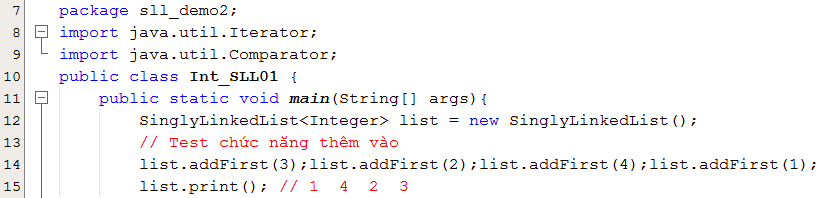 7 package sll_demo2;
8 import java.util.Iterator;
9 import java.util.Comparator;
10 public class Int_SLL01 {
11 public static void main(String[] args){
12 SinglyLinkedList<Integer> list = new SinglyLinkedList();
13 // Test chức năng thêm vào
14 list.addFirst(3);list.addFirst(2);list.addFirst(4);list.addFirst(1);
15 list.print(); // 1 4 2 3